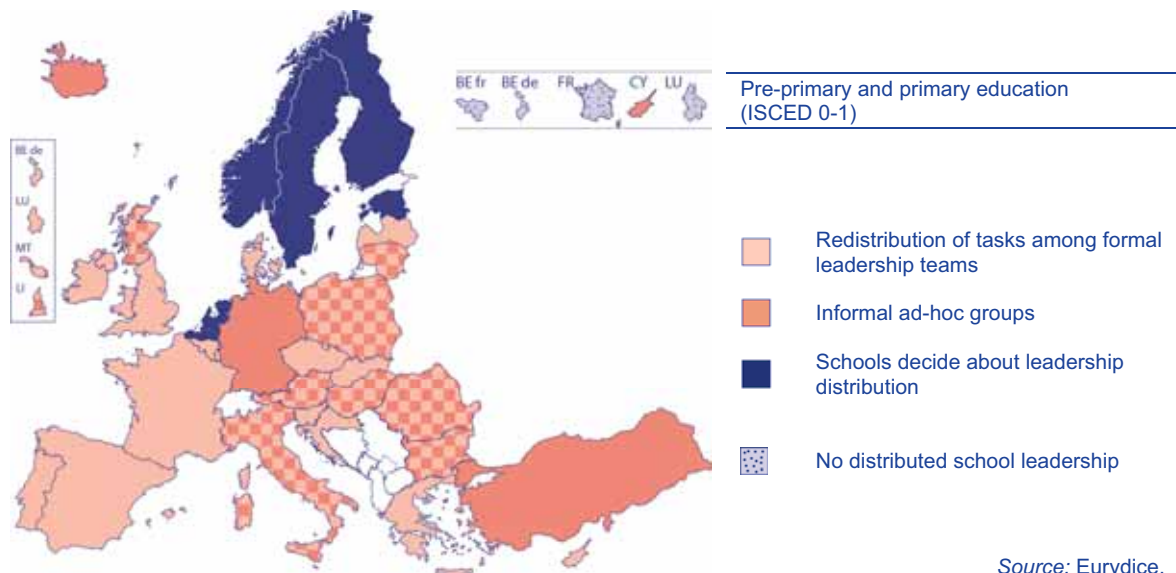 BE fr BE de FR CY LU
Pre-primary and primary education
(ISCED 0-1)
BE de
LU
MT
LI
Redistribution of tasks among formal
leadership teams
Informal ad-hoc groups
Schools decide about leadership
distribution
No distributed school leadership
Source: Eurydice.